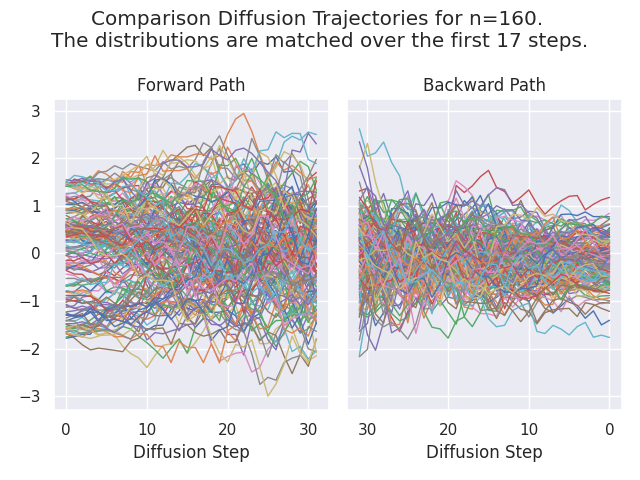 Comparison Diffusion Trajectories for n=160.
The distributions are matched over the first 17 steps.
Forward Path
Backward Path
3
2
1
0
−1
−2
−3
0 10 20 30
30 20 10 0
Diffusion Step
Diffusion Step